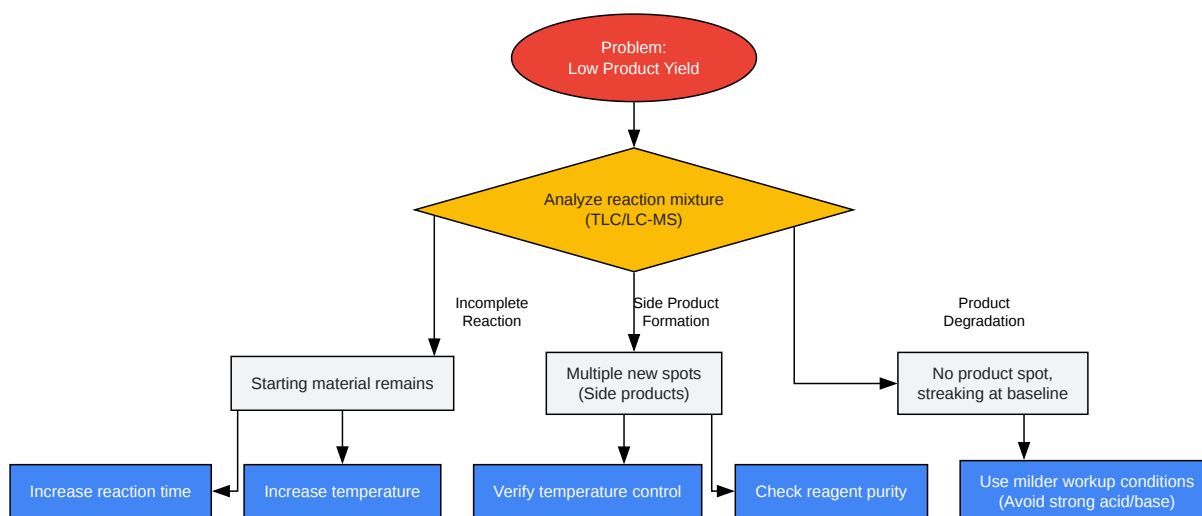 Problem:
Low Product Yield
Analyze reaction mixture
(TLC/LC-MS)
Incomplete
Reaction
Side Product
Formation
Product
Degradation
Starting material remains
Multiple new spots
(Side products)
No product spot,
streaking at baseline
Increase reaction time
Increase temperature
Verify temperature control
Check reagent purity
Use milder workup conditions
(Avoid strong acid/base)